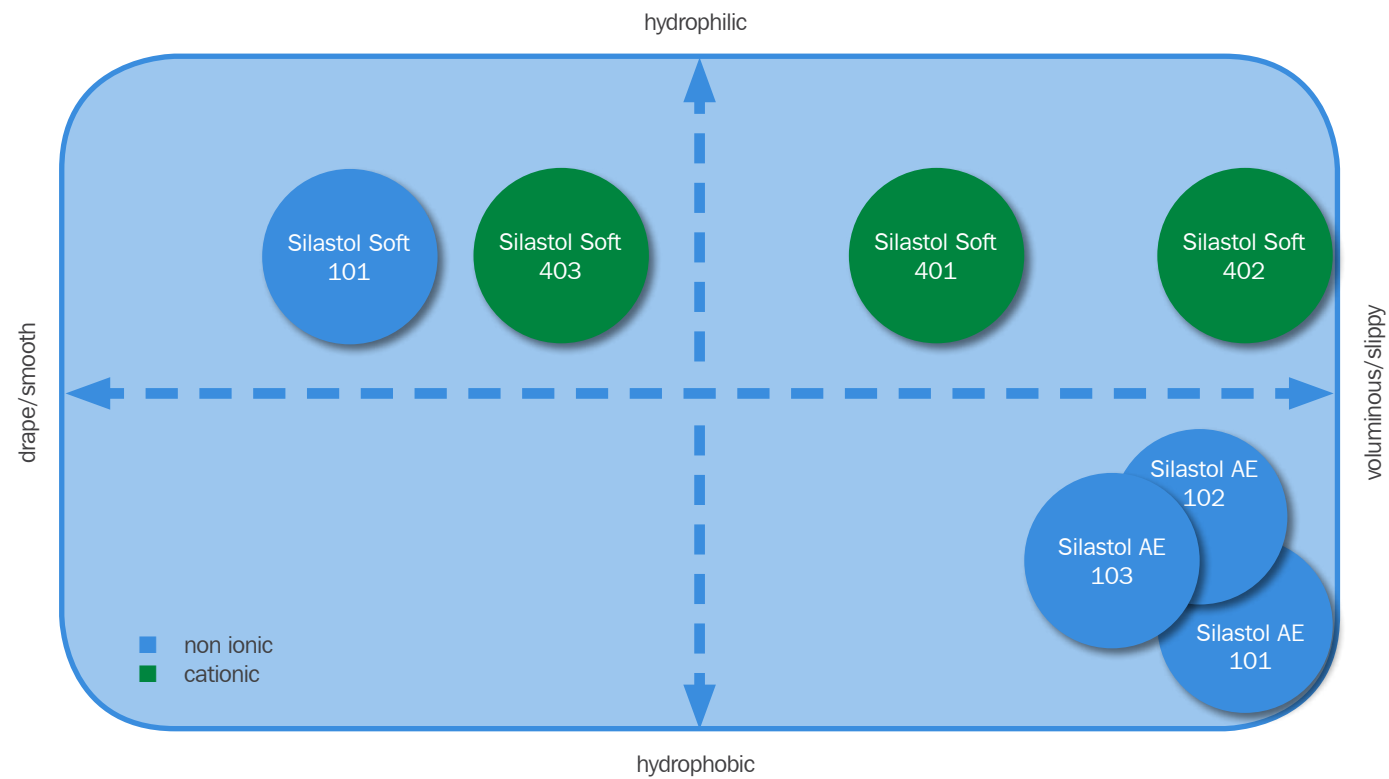 hydrophilic
Silastol Soft
101
Silastol Soft
403
Silastol Soft
401
Silastol Soft
402
drape/smooth
voluminous/slippy
Silastol AE
102
Silastol AE
103
Silastol AE
101
non ionic
cationic
hydrophobic